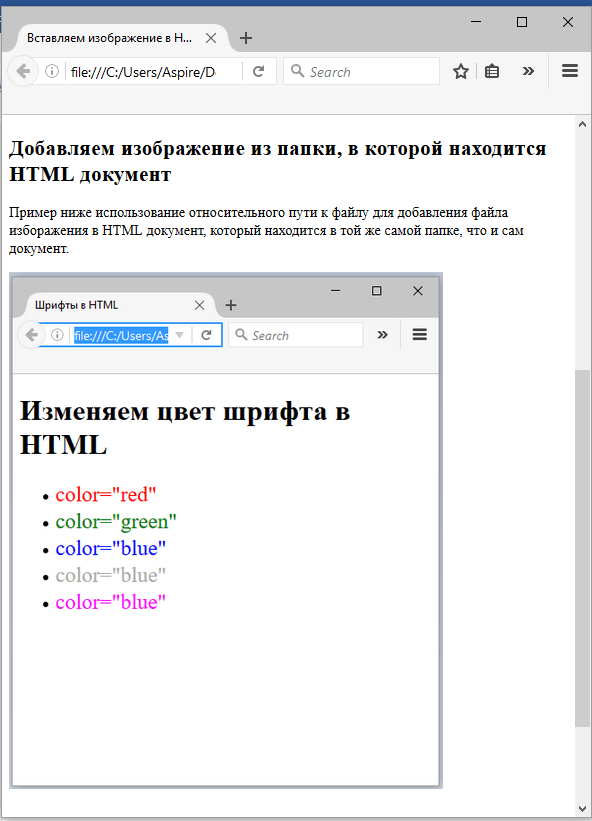 Вставляем изображение в Н...
file:///C:/Users/Aspire/D
Search
Добавляем изображение из папки, в которой находится
HTML документ
Пример ниже использование относительного пути к файлу для добавления файла
изборажения в HTML документ, который находится в той же самой папке, что и сам
документ.
Шрифты в HTML
file:///C:/Users/As
Search
Изменяем цвет шрифта в
HTML
• color="red"
• color="green"
• color="blue"
• color="blue"
• color="blue"